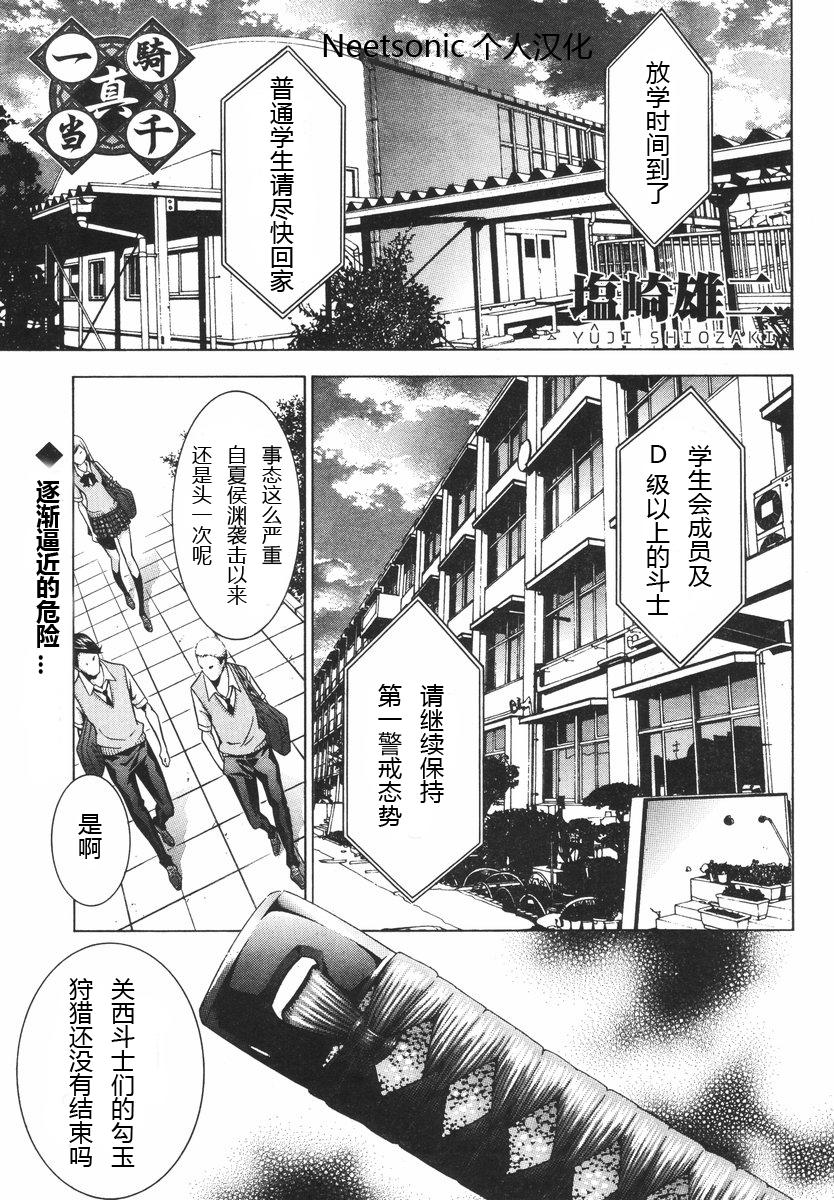 Neetsonic 个人汉化
一騎
真
当千
放学时间到了
普通学生请尽快回家
塩崎雄二
YŪJI SHIOZAKI
学生会成员及
D 级以上的斗士
请继续保持
第一警戒态势
事态这么严重
自夏侯渊袭击以来
还是头一次呢
◆逐渐逼近的危险…
是啊
关西斗士们的勾玉
狩猎还没有结束吗